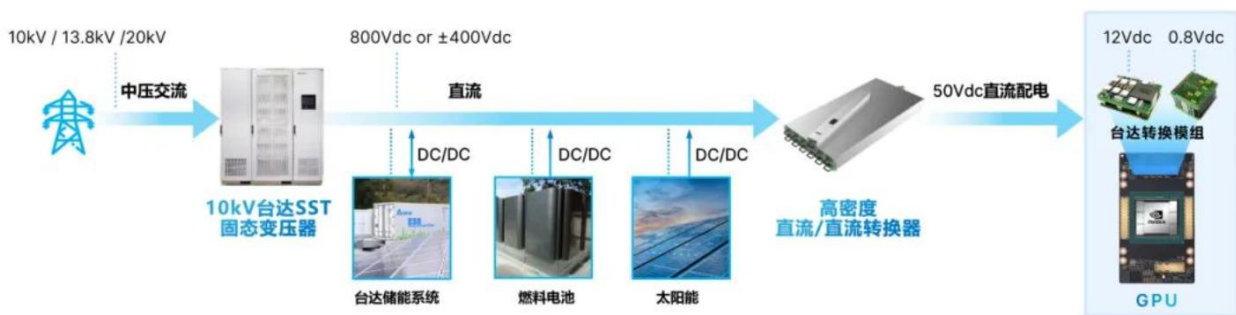 10kV / 13.8kV /20kV
中压交流
10kV台达SST
固态变压器
800Vdc or ±400Vdc
直流
DC/DC
DC/DC
DC/DC
台达储能系统
燃料电池
太阳能
高密度
直流/直流转换器
50Vdc直流配电
12Vdc 0.8Vdc
台达转换模组
NVIDIA
GPU